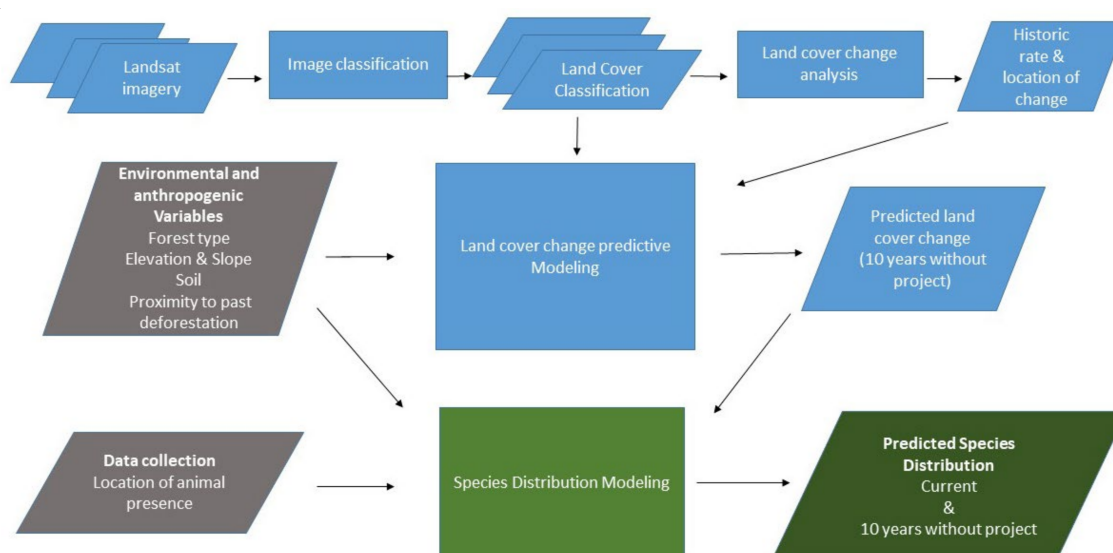 Landsat
imagery
Image classification
Land Cover
Classification
Land cover change
analysis
Historic
rate &
location of
change
Environmental and
anthropogenic
Variables
Forest type
Elevation & Slope
Soil
Proximity to past
deforestation
Land cover change predictive
Modeling
Predicted land
cover change
(10 years without
project)
Data collection
Location of animal
presence
Species Distribution Modeling
Predicted Species
Distribution
Current
&
10 years without project